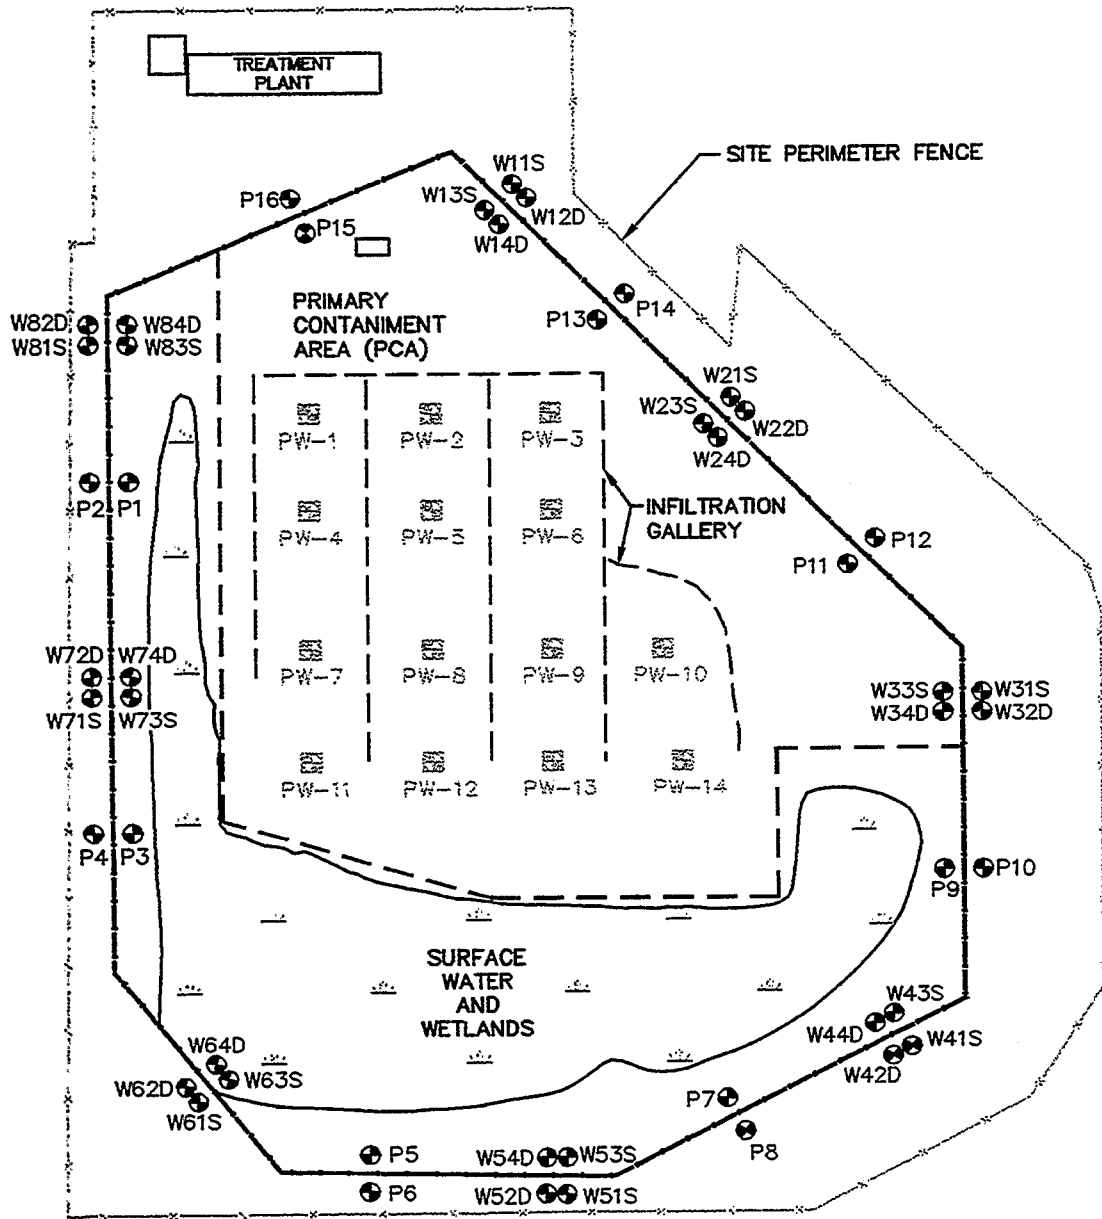 TREATMENT
PLANT
SITE PERIMETER FENCE
W11S
W13S
W12D
W14D
P16
P15
PRIMARY
CONTANIMENT
AREA (PCA)
P14
P13
W82D
W84D
W81S
W83S
W21S
W23S
W22D
W24D
PW-1
PW-2
PW-3
P2
P1
INFILTRATION
GALLERY
PW-4
PW-5
PW-6
P12
P11
W72D
W74D
W71S
W73S
PW-7
PW-8
PW-9
PW-10
W33S
W31S
W34D
W32D
PW-11
PW-12
PW-13
PW-14
P4
P3
P9
P10
SURFACE
WATER
AND
WETLANDS
W43S
W44D
W41S
W42D
W64D
W63S
W62D
W61S
P7
P8
P5
W54D
W53S
P6
W52D
W51S